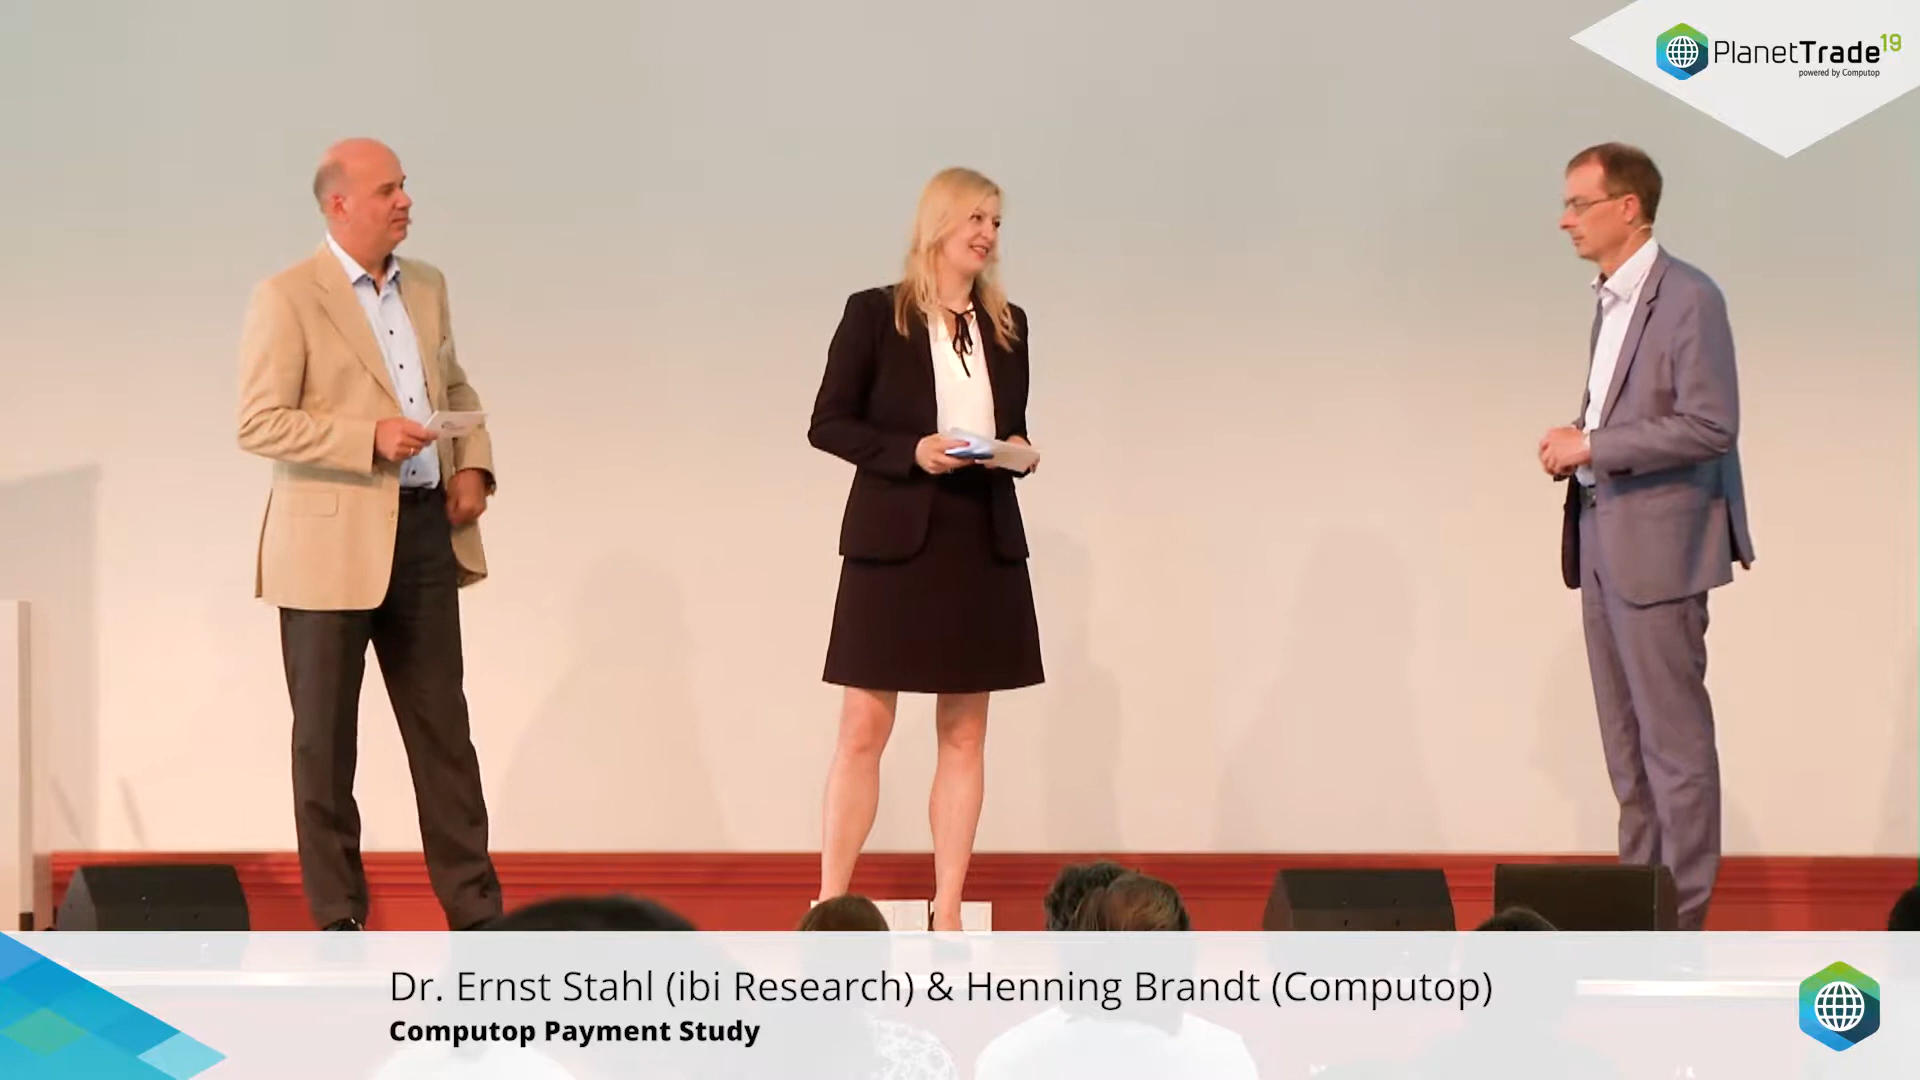 PlanetTrade19
powered by Computop
Dr. Ernst Stahl (ibi Research) & Henning Brandt (Computop)
Computop Payment Study